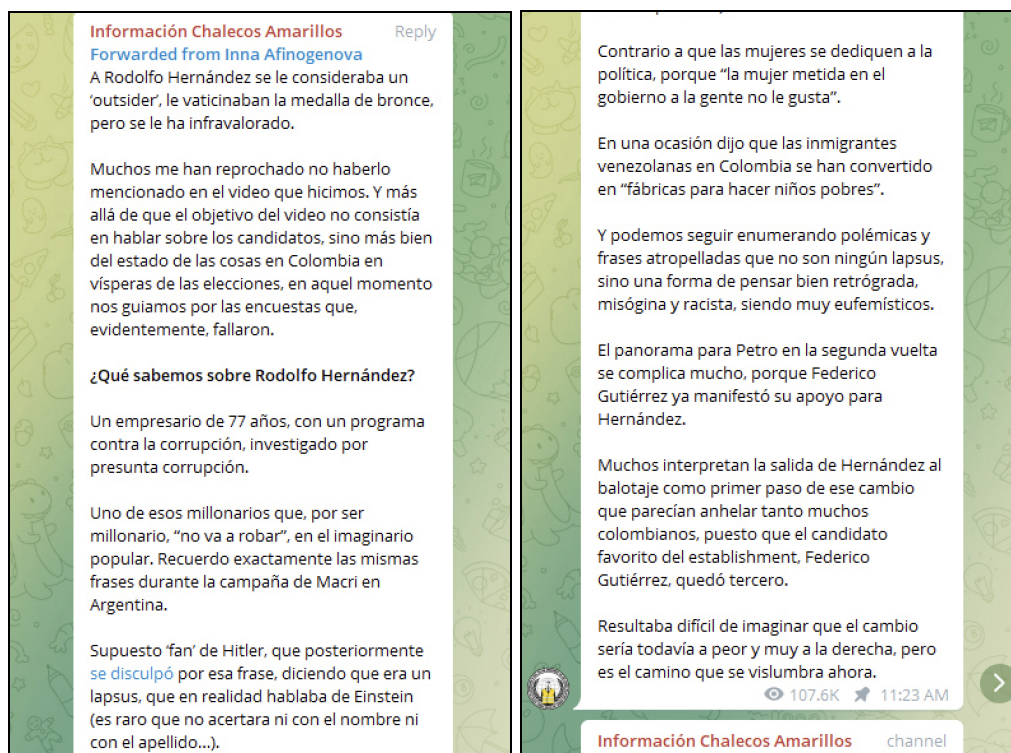 Información Chalecos Amarillos Reply
Forwarded from Inna Afinogenova
A Rodolfo Hernández se le consideraba un
‘outsider’, le vaticinaban la medalla de bronce,
pero se le ha infravalorado.
Muchos me han reprochado no haberlo
mencionado en el video que hicimos. Y más
allá de que el objetivo del video no consistía
en hablar sobre los candidatos, sino más bien
del estado de las cosas en Colombia en
vísperas de las elecciones, en aquel momento
nos guiamos por las encuestas que,
evidentemente, fallaron.
¿Qué sabemos sobre Rodolfo Hernández?
Un empresario de 77 años, con un programa
contra la corrupción, investigado por
presunta corrupción.
Uno de esos millonarios que, por ser
millonario, “no va a robar”, en el imaginario
popular. Recuerdo exactamente las mismas
frases durante la campaña de Macri en
Argentina.
Supuesto ‘fan’ de Hitler, que posteriormente
se disculpó por esa frase, diciendo que era un
lapsus, que en realidad hablaba de Einstein
(es raro que no acertara ni con el nombre ni
con el apellido...).
Contrario a que las mujeres se dediquen a la
política, porque “la mujer metida en el
gobierno a la gente no le gusta”.
En una ocasión dijo que las inmigrantes
venezolanas en Colombia se han convertido
en “fábricas para hacer niños pobres”.
Y podemos seguir enumerando polémicas y
frases atropelladas que no son ningún lapsus,
sino una forma de pensar bien retrógrada,
misógina y racista, siendo muy eufemísticos.
El panorama para Petro en la segunda vuelta
se complica mucho, porque Federico
Gutiérrez ya manifestó su apoyo para
Hernández.
Muchos interpretan la salida de Hernández al
balotaje como primer paso de ese cambio
que parecían anhelar tanto muchos
colombianos, puesto que el candidato
favorito del establishment, Federico
Gutiérrez, quedó tercero.
Resultaba difícil de imaginar que el cambio
sería todavía a peor y muy a la derecha, pero
es el camino que se vislumbra ahora.
107.6K 11:23 AM
Información Chalecos Amarillos channel